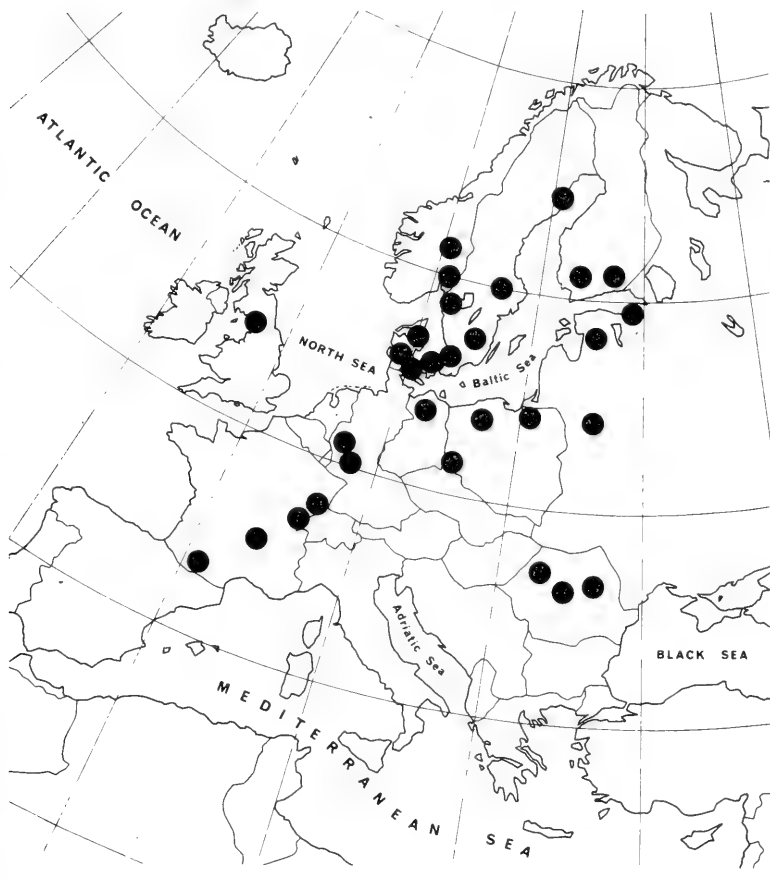 ATLANTIC
OCEAN
NORTH SEA
Baltic Sea
Adriatic Sea
BLACK SEA
MEDITERRANEAN SEA